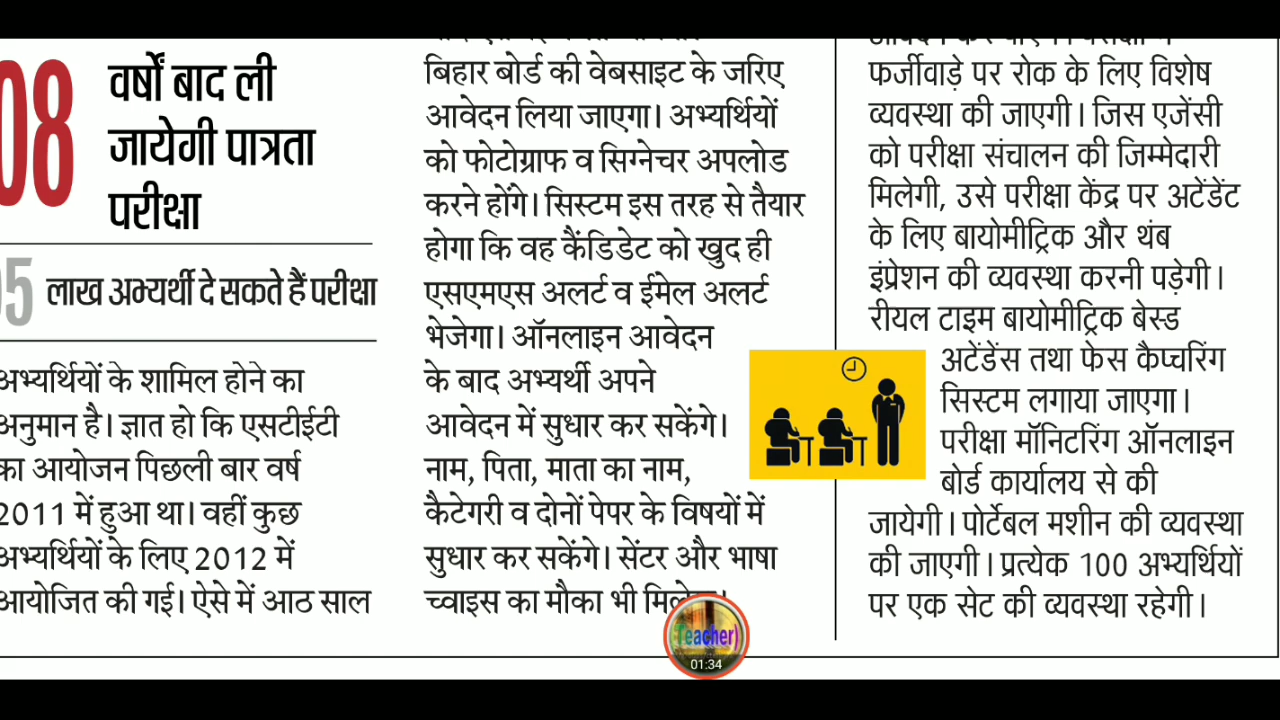 08
वर्षों बाद ली
जायेगी पात्रता
परीक्षा
05
लाख अभ्यर्थी दे सकते हैं परीक्षा
अभ्यर्थियों के शामिल होने का
अनुमान है। ज्ञात हो कि एसटीईटी
का आयोजन पिछली बार वर्ष
2011 में हुआ था। वहीं कुछ
अभ्यर्थियों के लिए 2012 में
आयोजित की गई। ऐसे में आठ साल
बिहार बोर्ड की वेबसाइट के जरिए
आवेदन लिया जाएगा। अभ्यर्थियों
को फोटोग्राफ व सिग्नेचर अपलोड
करने होंगे। सिस्टम इस तरह से तैयार
होगा कि वह कैंडिडेट को खुद ही
एसएमएस अलर्ट व ईमेल अलर्ट
भेजेगा। ऑनलाइन आवेदन
के बाद अभ्यर्थी अपने
आवेदन में सुधार कर सकेंगे।
नाम, पिता, माता का नाम,
कैटेगरी व दोनों पेपर के विषयों में
सुधार कर सकेंगे। सेंटर और भाषा
च्वाइस का मौका भी
फर्जीवाड़े पर रोक के लिए विशेष
व्यवस्था की जाएगी। जिस एजेंसी
को परीक्षा संचालन की जिम्मेदारी
मिलेगी, उसे परीक्षा केंद्र पर अटेंडेंट
के लिए बायोमीट्रिक और थंब
इंप्रेशन की व्यवस्था करनी पड़ेगी।
रीयल टाइम बायोमीट्रिक बेस्ड
अटेंडेंस तथा फेस कैप्चरिंग
सिस्टम लगाया जाएगा।
परीक्षा मॉनिटरिंग ऑनलाइन
बोर्ड कार्यालय से की
जायेगी। पोर्टेबल मशीन की व्यवस्था
की जाएगी। प्रत्येक 100 अभ्यर्थियों
पर एक सेट की व्यवस्था रहेगी।
Teacher
01:34